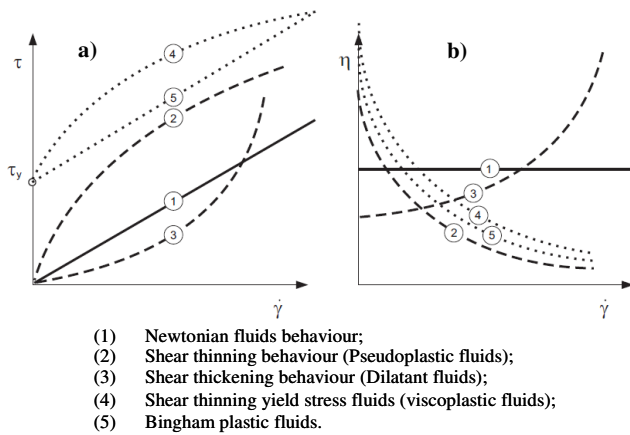 a)
b)
τ
η
4
5
2
τy
1
3
γ̇
1
3
4
2
5
γ̇
(1) Newtonian fluids behaviour;
(2) Shear thinning behaviour (Pseudoplastic fluids);
(3) Shear thickening behaviour (Dilatant fluids);
(4) Shear thinning yield stress fluids (viscoplastic fluids);
(5) Bingham plastic fluids.